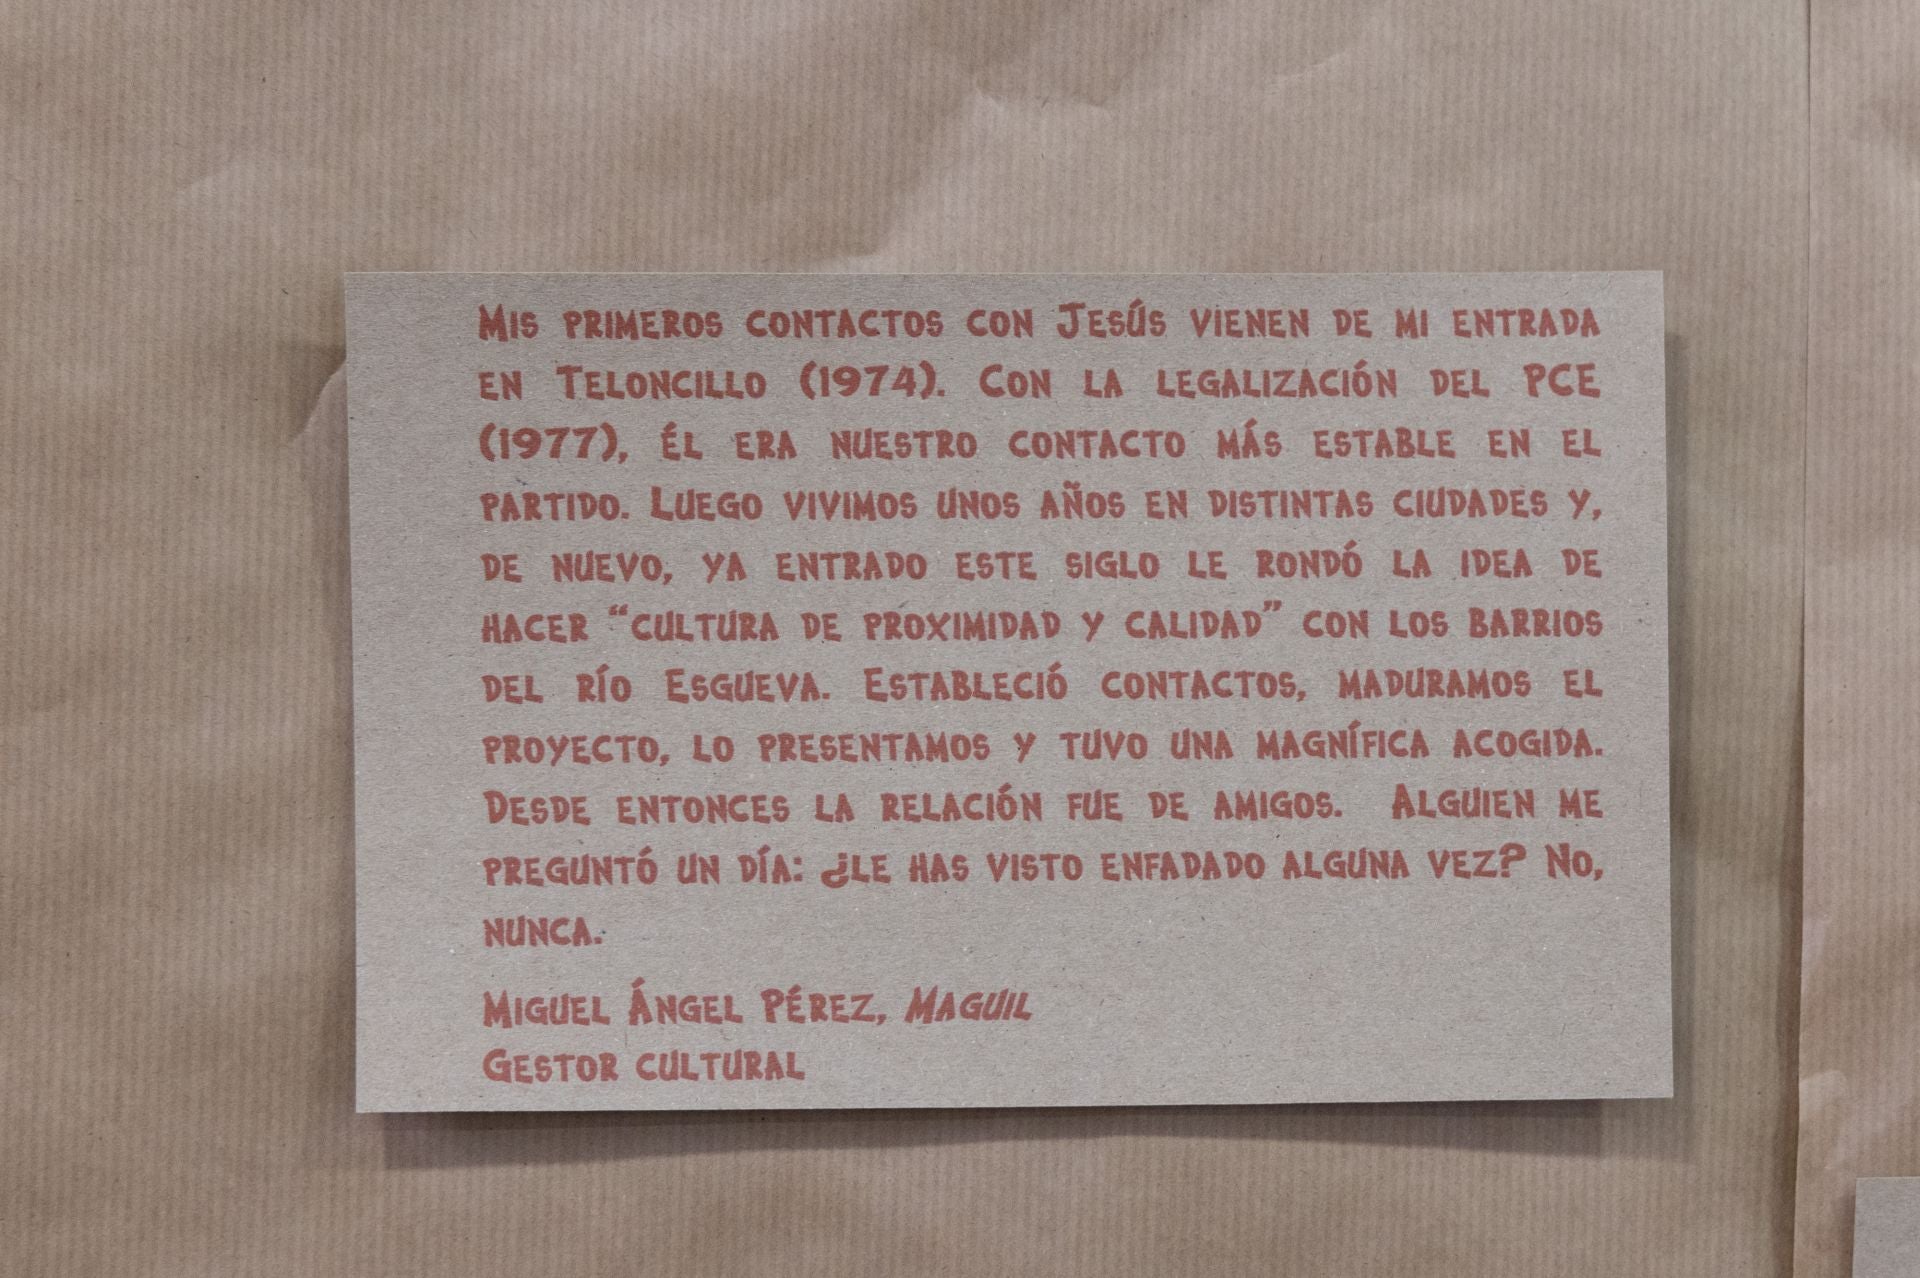 Mis primeros contactos con Jesús vienen de mi entrada
en Teloncillo (1974). Con la legalización del PCE
(1977), él era nuestro contacto más estable en el
partido. Luego vivimos unos años en distintas ciudades y,
de nuevo, ya entrado este siglo le rondó la idea de
hacer “cultura de proximidad y calidad” con los barrios
del río Esgueva. Estableció contactos, maduramos el
proyecto, lo presentamos y tuvo una magnífica acogida.
Desde entonces la relación fue de amigos. Alguien me
preguntó un día: ¿le has visto enfadado alguna vez? No,
nunca.
Miguel Ángel Pérez, Maguil
Gestor cultural